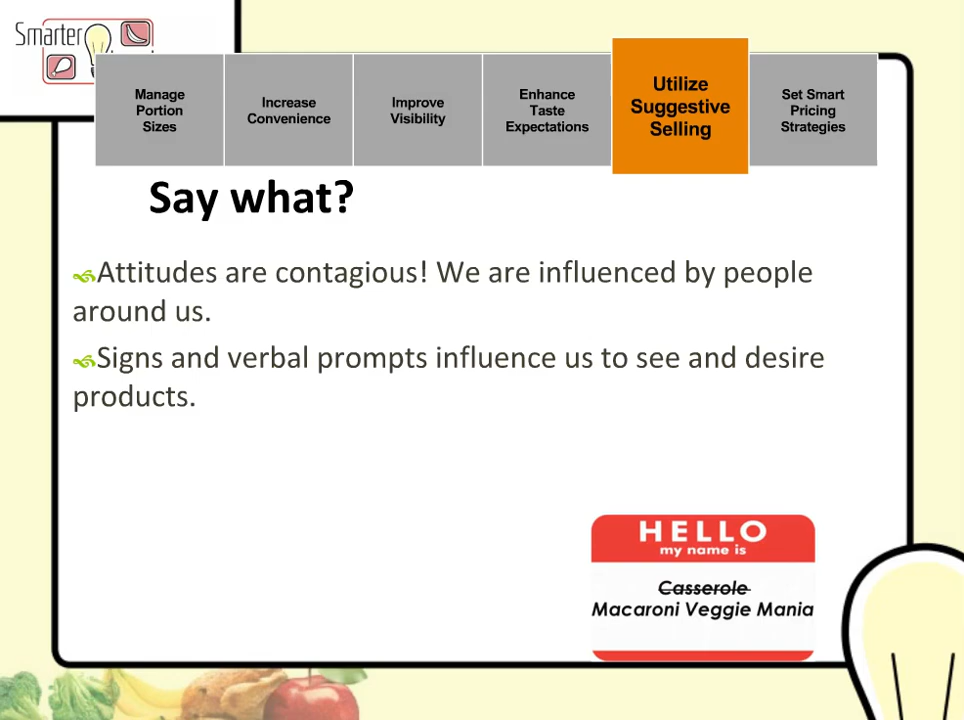 Smarter
Manage
Portion
Sizes
Increase
Convenience
Improve
Visibility
Enhance
Taste
Expectations
Utilize
Suggestive
Selling
Set Smart
Pricing
Strategies
Say what?
Attitudes are contagious! We are influenced by people
around us.
Signs and verbal prompts influence us to see and desire
products.
HELLO
my name is
Casserole
Macaroni Veggie Mania